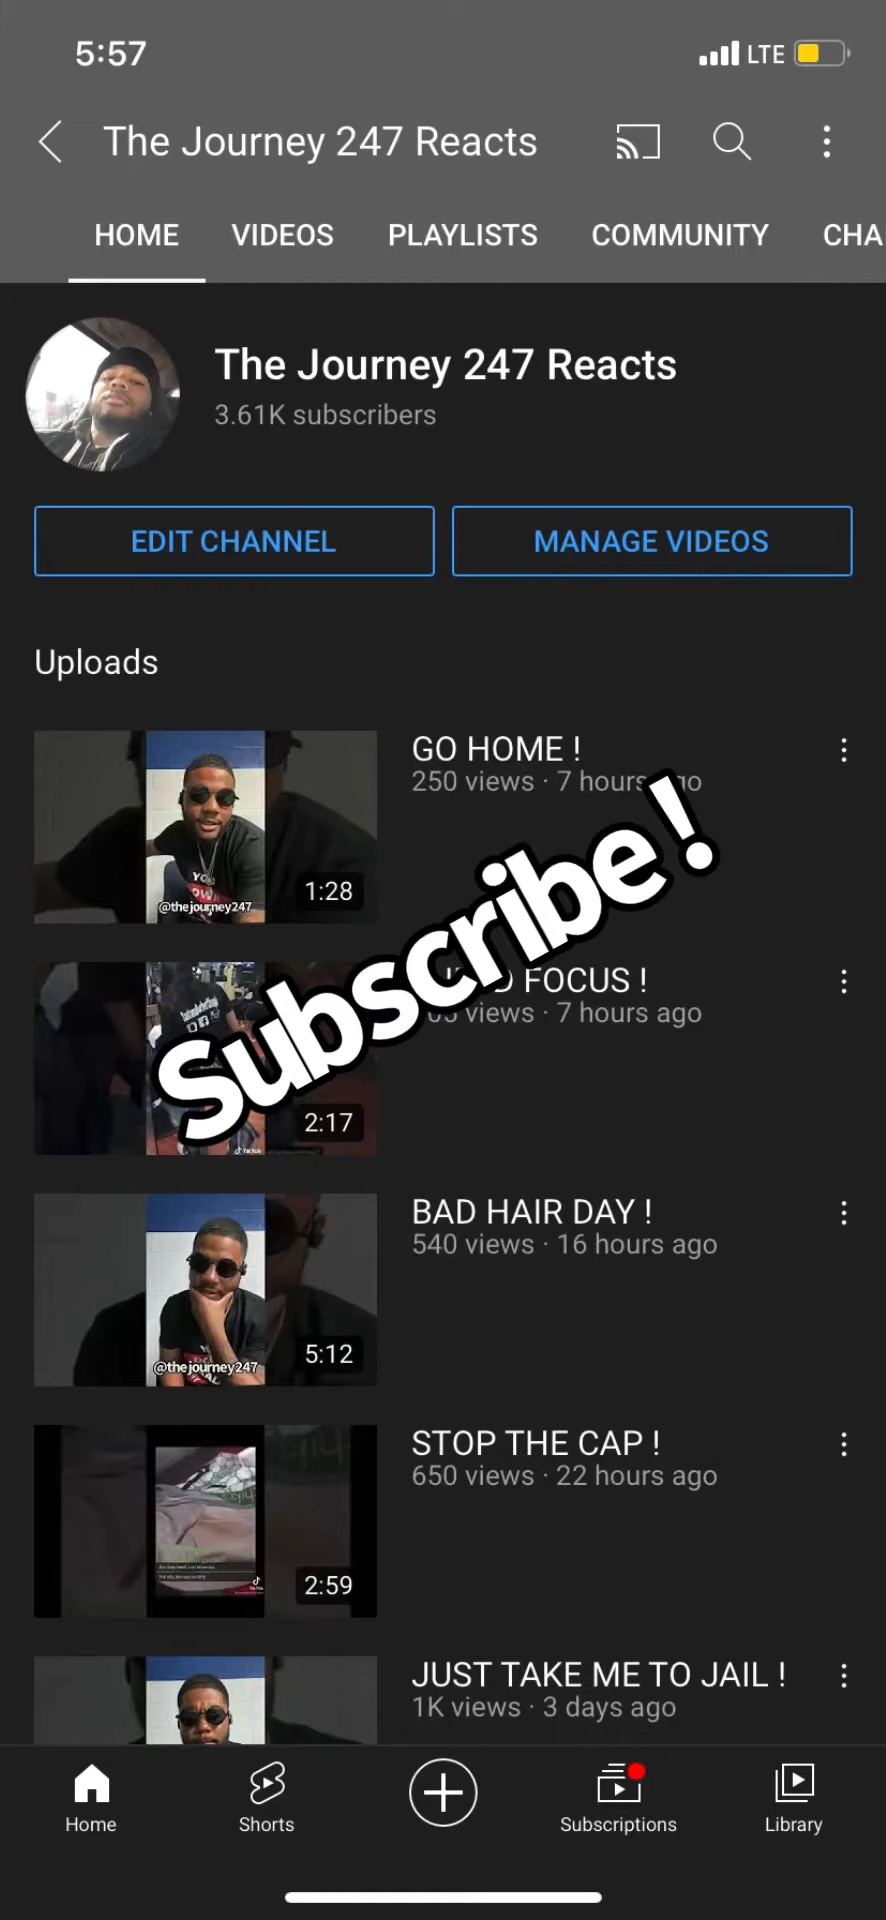 5:57
LTE
The Journey 247 Reacts
HOME VIDEOS PLAYLISTS COMMUNITY CHA
The Journey 247 Reacts
3.61K subscribers
EDIT CHANNEL MANAGE VIDEOS
Uploads
GO HOME !
250 views · 7 hours ago
@thejourney247
1:28
Subscribe!
FOCUS !
views · 7 hours ago
2:17
TikTok
BAD HAIR DAY !
540 views · 16 hours ago
5:12
@thejourney247
STOP THE CAP !
650 views · 22 hours ago
2:59
JUST TAKE ME TO JAIL !
1K views · 3 days ago
Home Shorts Subscriptions Library